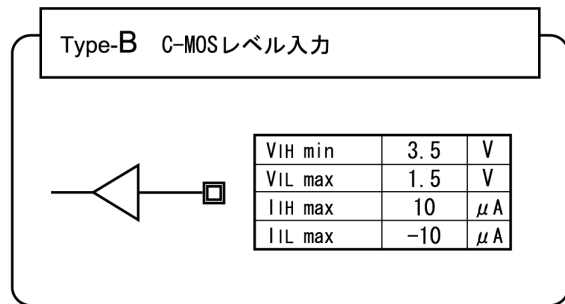 Type-B C-MOSレベル入力
VIH min 3.5 V
VIL max 1.5 V
IIH max 10 μA
IIL max -10 μA